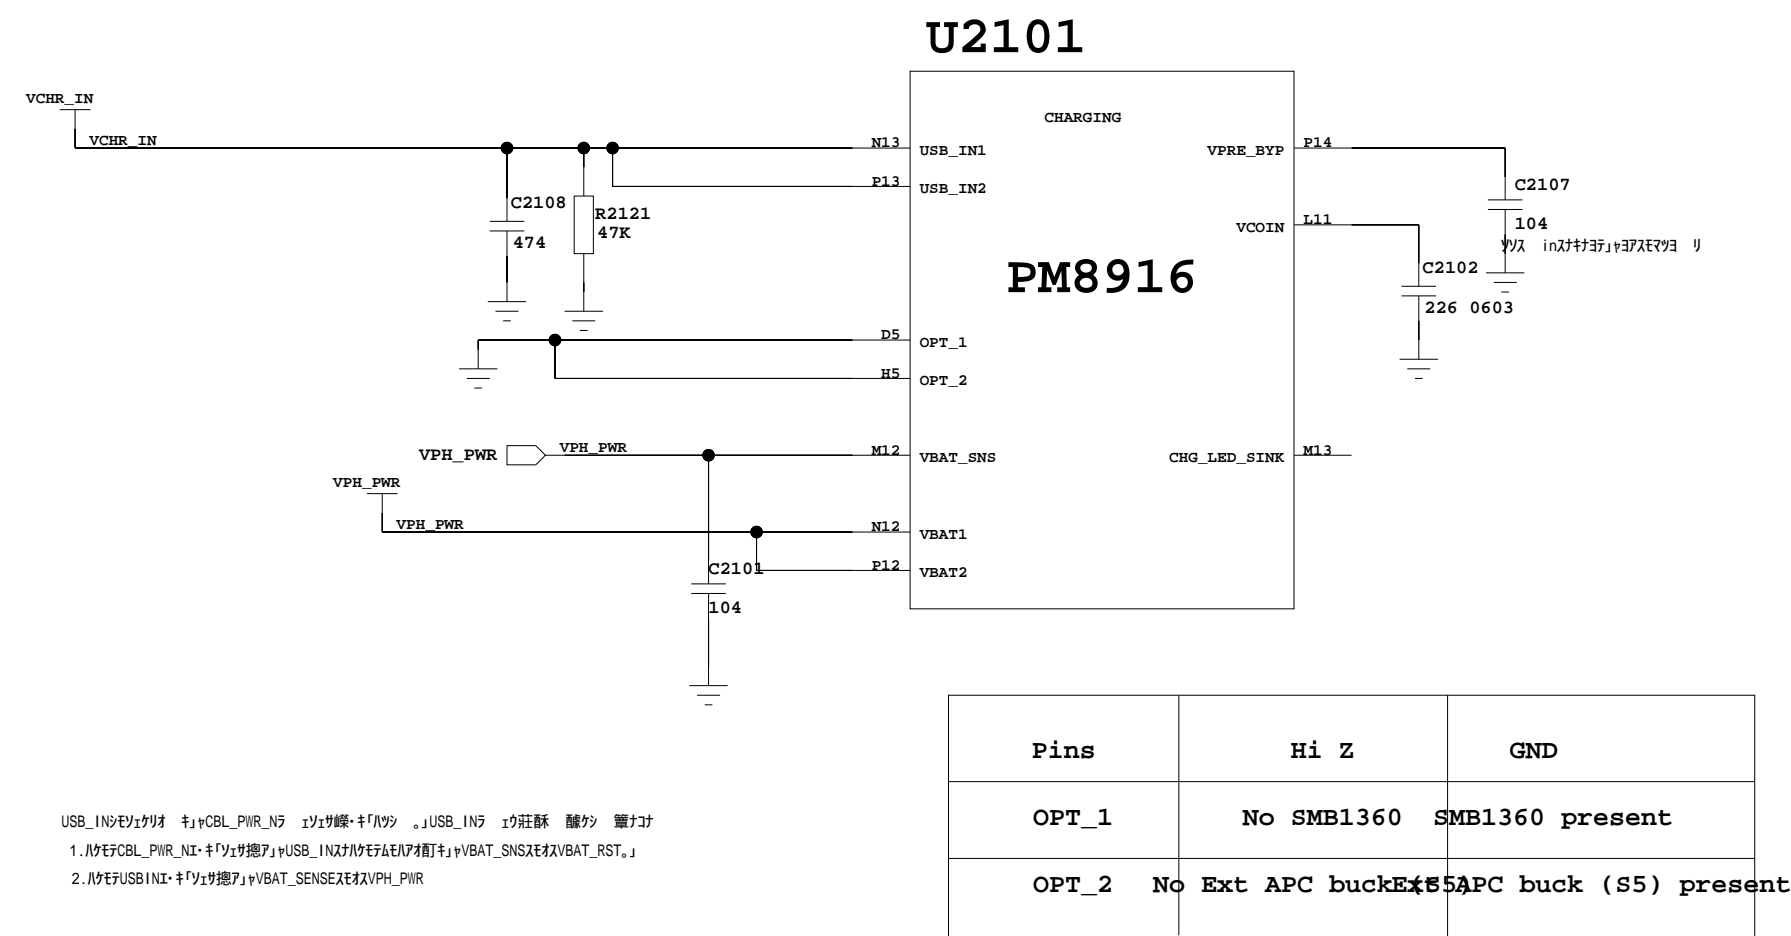 U2101
VCHR_IN
VCHR_IN
CHARGING
N13
USB_IN1
VPRE_BYP
P14
P13
USB_IN2
C2107
C2108
R2121
104
474
47K
VCOIN
L11
PM8916
C2102
226 0603
D5
OPT_1
H5
OPT_2
VPH_PWR
VPH_PWR
M12
VBAT_SNS
CHG_LED_SINK
M13
VPH_PWR
VPH_PWR
N12
VBAT1
C2101
P12
VBAT2
104
Pins Hi Z GND
OPT_1 No SMB1360 SMB1360 present
OPT_2 No Ext APC buck (S5) Ext APC buck (S5) present